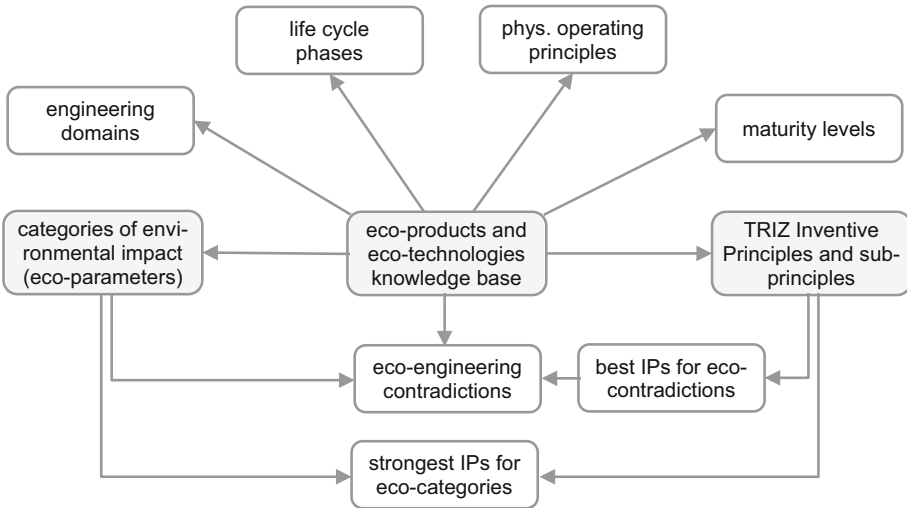 life cycle
phases
phys. operating
principles
engineering
domains
maturity levels
categories of envi-
ronmental impact
(eco-parameters)
eco-products and
eco-technologies
knowledge base
TRIZ Inventive
Principles and sub-
principles
eco-engineering
contradictions
best IPs for eco-
contradictions
strongest IPs for
eco-categories